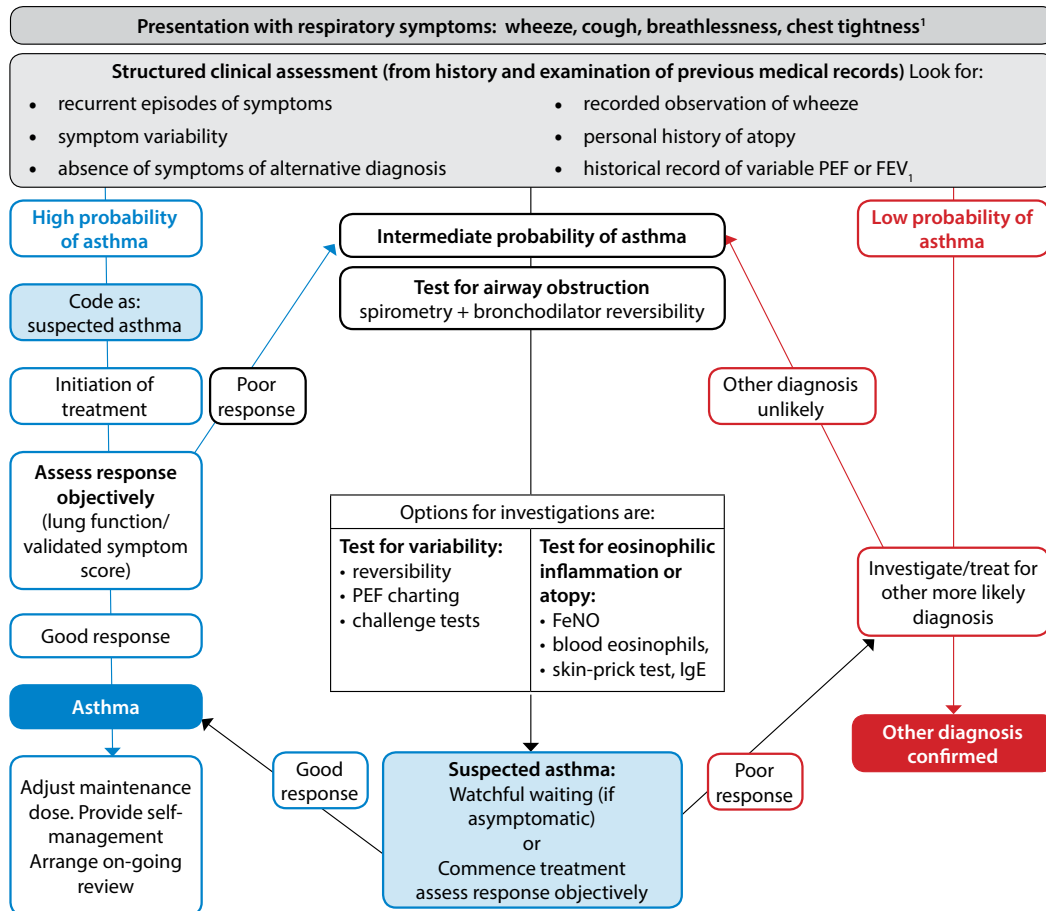 Presentation with respiratory symptoms: wheeze, cough, breathlessness, chest tightness¹
Structured clinical assessment (from history and examination of previous medical records) Look for:
• recurrent episodes of symptoms
• symptom variability
• absence of symptoms of alternative diagnosis
• recorded observation of wheeze
• personal history of atopy
• historical record of variable PEF or FEV₁
High probability
of asthma
Code as:
suspected asthma
Initiation of
treatment
Poor
response
Assess response
objectively
(lung function/
validated symptom
score)
Good response
Asthma
Adjust maintenance
dose. Provide self-
management
Arrange on-going
review
Intermediate probability of asthma
Test for airway obstruction
spirometry + bronchodilator reversibility
Options for investigations are:
Test for variability:
• reversibility
• PEF charting
• challenge tests
Test for eosinophilic
inflammation or
atopy:
• FeNO
• blood eosinophils,
• skin-prick test, IgE
Good
response
Suspected asthma:
Watchful waiting (if
asymptomatic)
or
Commence treatment
assess response objectively
Poor
response
Low probability of
asthma
Other diagnosis
unlikely
Investigate/treat for
other more likely
diagnosis
Other diagnosis
confirmed